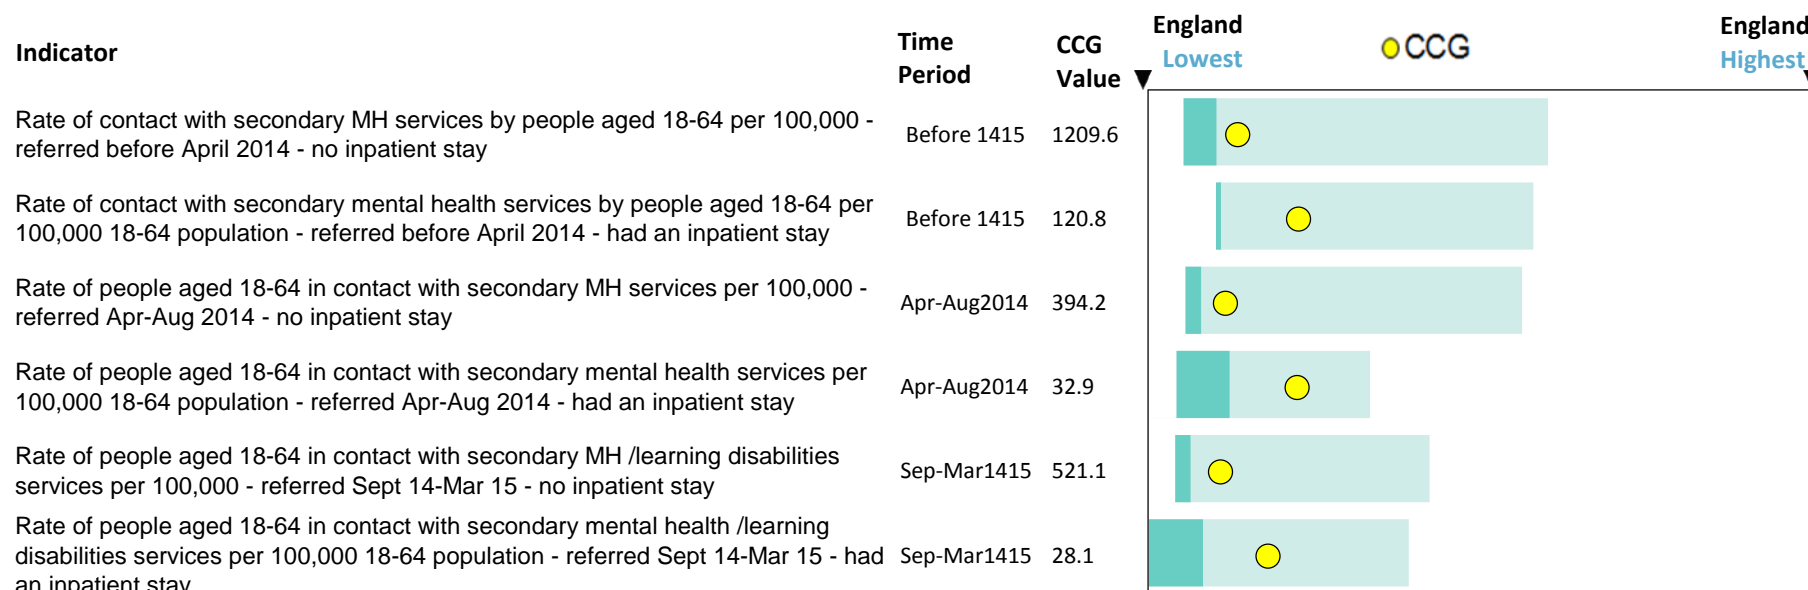 Indicator
Time Period
CCG Value
England Lowest
CCG
England Highest
Rate of contact with secondary MH services by people aged 18-64 per 100,000 -
referred before April 2014 - no inpatient stay
Before 1415 1209.6
Rate of contact with secondary mental health services by people aged 18-64 per
100,000 18-64 population - referred before April 2014 - had an inpatient stay
Before 1415 120.8
Rate of people aged 18-64 in contact with secondary MH services per 100,000 -
referred Apr-Aug 2014 - no inpatient stay
Apr-Aug2014 394.2
Rate of people aged 18-64 in contact with secondary mental health services per
100,000 18-64 population - referred Apr-Aug 2014 - had an inpatient stay
Apr-Aug2014 32.9
Rate of people aged 18-64 in contact with secondary MH /learning disabilities
services per 100,000 - referred Sept 14-Mar 15 - no inpatient stay
Sep-Mar1415 521.1
Rate of people aged 18-64 in contact with secondary mental health /learning
disabilities services per 100,000 18-64 population - referred Sept 14-Mar 15 - had
an inpatient stay
Sep-Mar1415 28.1